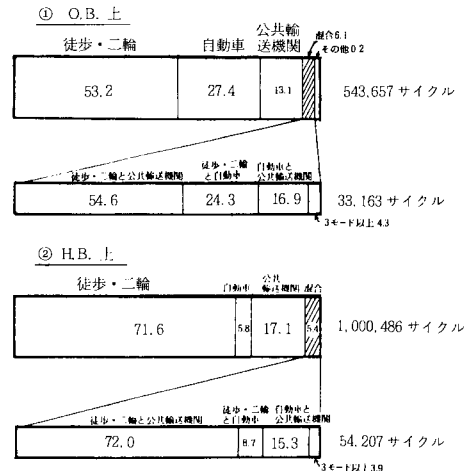 ① O.B. 上
徒歩・二輪 自動車 公共輸送機関 混合6.1 その他0.2
53.2 27.4 13.1 543,657 サイクル
徒歩・二輪と公共輸送機関 徒歩・二輪と自動車 自動車と公共輸送機関
54.6 24.3 16.9 33,163 サイクル
3モード以上 4.3
② H.B. 上
徒歩・二輪 自動車 公共輸送機関 混合
71.6 5.8 17.1 5.4 1,000,486 サイクル
徒歩・二輪と公共輸送機関 徒歩・二輪と自動車 自動車と公共輸送機関
72.0 8.7 15.3 54,207 サイクル
3モード以上 3.9